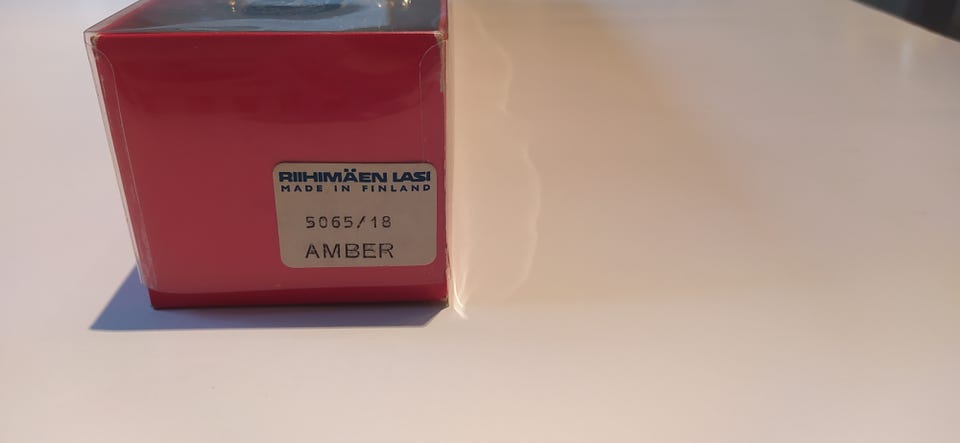 RIIHIMÄEN LASI
MADE IN FINLAND
5065/18
AMBER